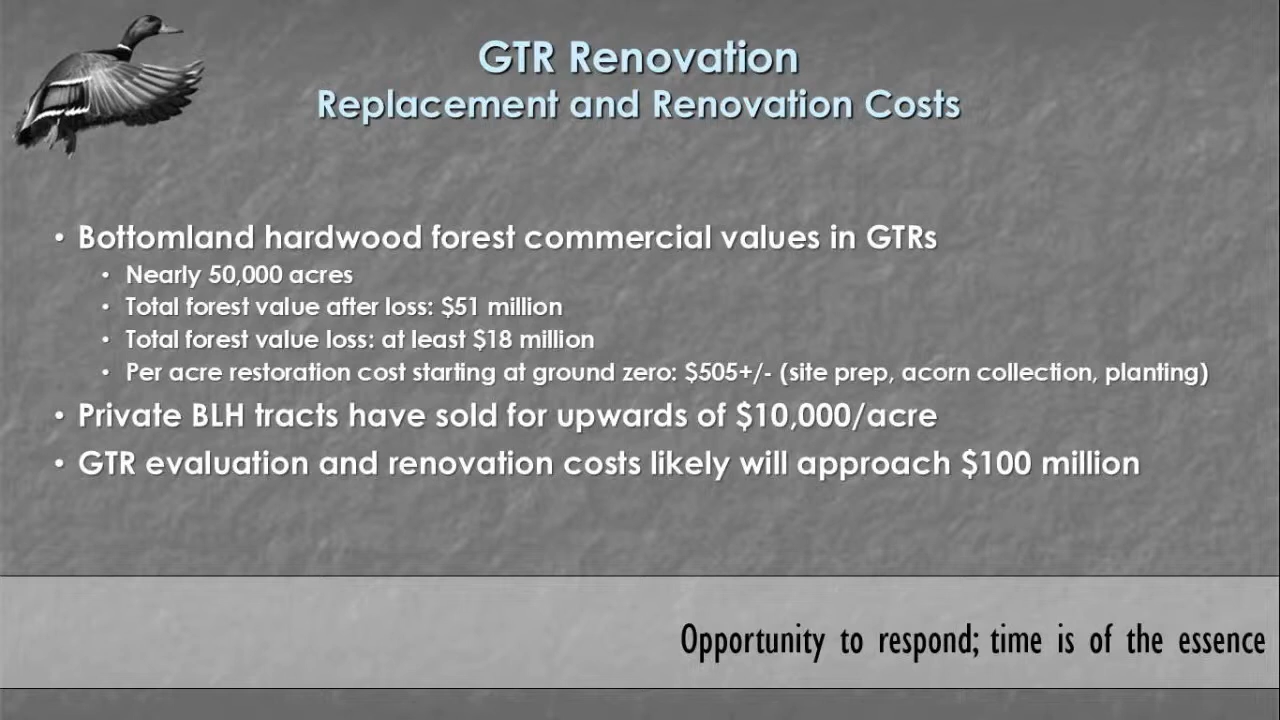 GTR Renovation
Replacement and Renovation Costs
• Bottomland hardwood forest commercial values in GTRs
• Nearly 50,000 acres
• Total forest value after loss: $51 million
• Total forest value loss: at least $18 million
• Per acre restoration cost starting at ground zero: $505+/- (site prep, acorn collection, planting)
• Private BLH tracts have sold for upwards of $10,000/acre
• GTR evaluation and renovation costs likely will approach $100 million
Opportunity to respond; time is of the essence